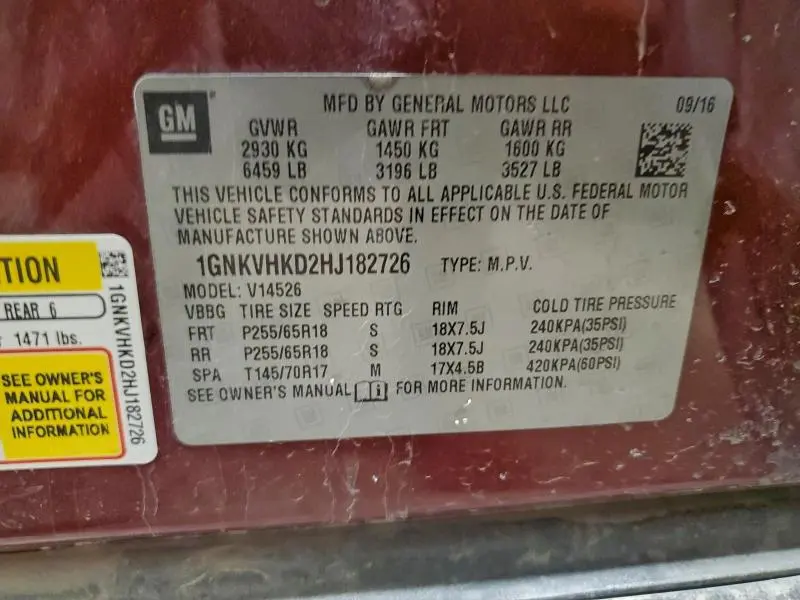 GM
MFD BY GENERAL MOTORS LLC 09/16
GVWR GAWR FRT GAWR RR
2930 KG 1450 KG 1600 KG
6459 LB 3196 LB 3527 LB
THIS VEHICLE CONFORMS TO ALL APPLICABLE U.S. FEDERAL MOTOR
VEHICLE SAFETY STANDARDS IN EFFECT ON THE DATE OF
MANUFACTURE SHOWN ABOVE.
1GNKVHKD2HJ182726 TYPE: M.P.V.
MODEL: V14526
VBBG TIRE SIZE SPEED RTG RIM COLD TIRE PRESSURE
FRT P255/65R18 S 18X7.5J 240KPA(35PSI)
RR P255/65R18 S 18X7.5J 240KPA(35PSI)
SPA T145/70R17 M 17X4.5B 420KPA(60PSI)
SEE OWNER'S MANUAL FOR MORE INFORMATION.
TION
REAR 6
1471 lbs.
SEE OWNER'S
MANUAL FOR
ADDITIONAL
INFORMATION
1GNKVHKD2HJ182726